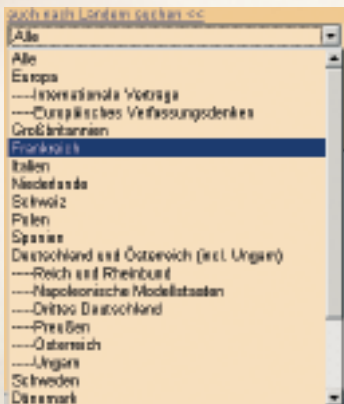 auch nach Ländern suchen <<
Alle
Alle
Europa
----Internationale Verträge
----Europäisches Verfassungsdenken
Großbritannien
Frankreich
Italien
Niederlande
Schweiz
Polen
Spanien
Deutschland und Österreich (incl. Ungarn)
----Reich und Rheinbund
----Napoleonische Modellstaaten
----Drittes Deutschland
----Preußen
----Österreich
----Ungarn
Schweden
Dänemark